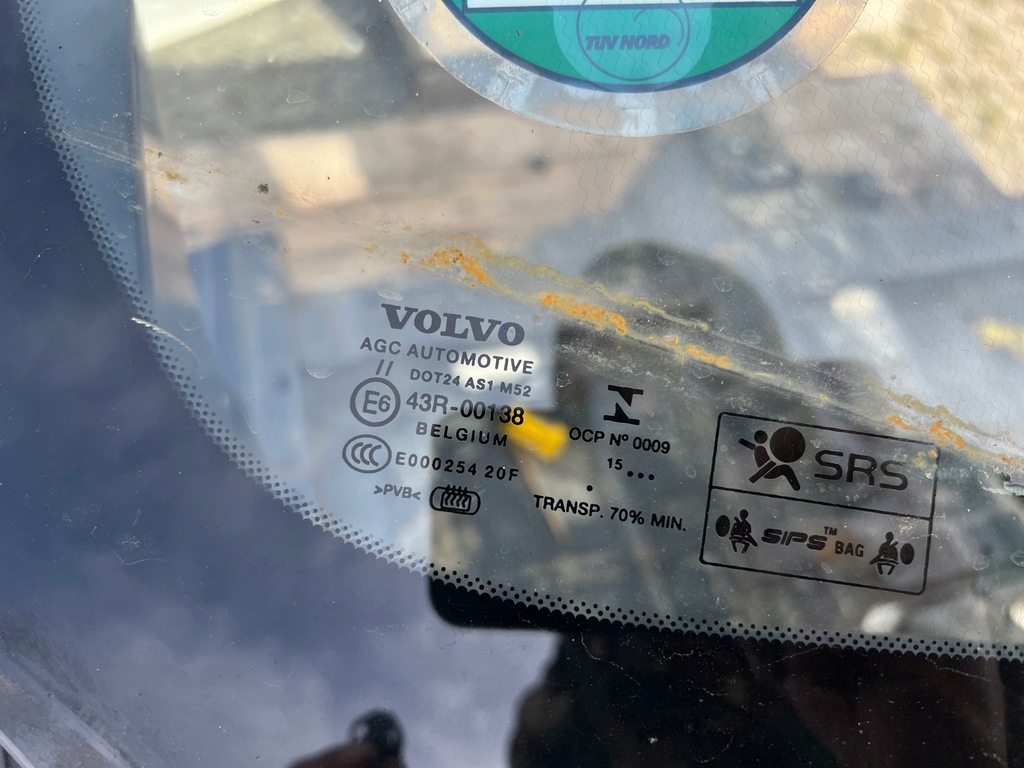 TÜV NORD
VOLVO
AGC AUTOMOTIVE
//
DOT24 AS1 M52
E6 43R-00138
BELGIUM
CCC E000254 20F
>PVB<
OCP Nº 0009
15 ...
.
TRANSP. 70% MIN.
SRS
SIPS™ BAG